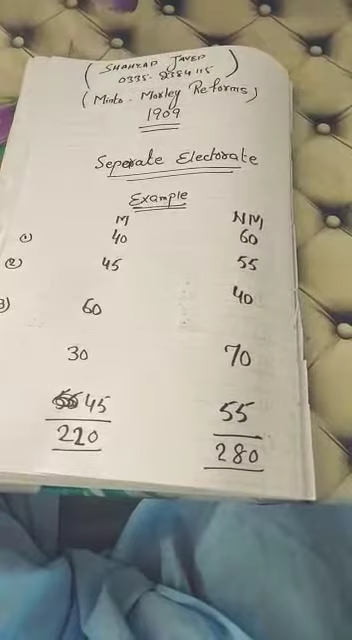 (SHAHZAD JAVED
0335-8384115)
(Minto-Morley Reforms)
1909
Seperate Electorate
Example
M NM
(1) 40 60
(2) 45 55
3) 60 40
30 70
45 55
220 280